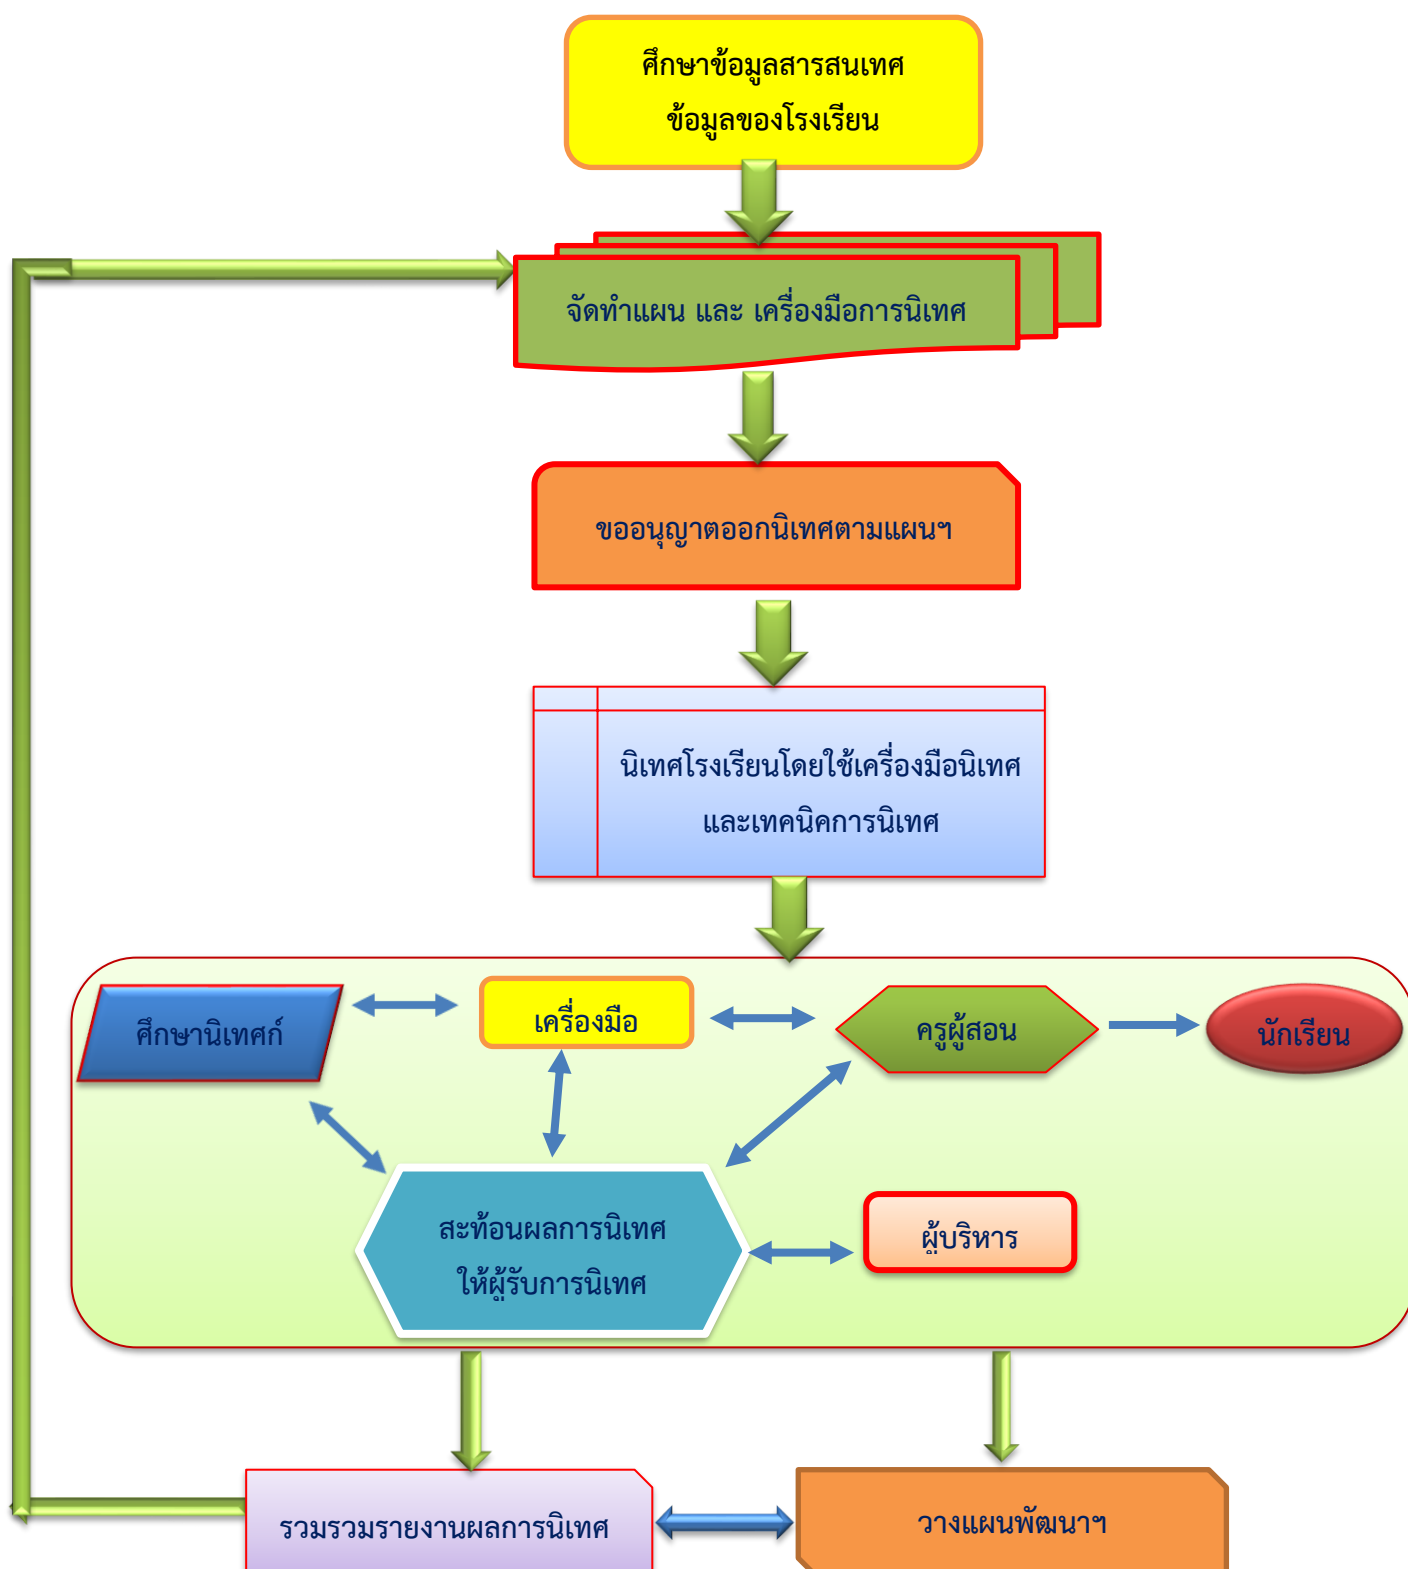 ศึกษาข้อมูลสารสนเทศ
ข้อมูลของโรงเรียน
จัดทำแผน และ เครื่องมือการนิเทศ
ขออนุญาตออกนิเทศตามแผนฯ
นิเทศโรงเรียนโดยใช้เครื่องมือนิเทศ
และเทคนิคการนิเทศ
ศึกษานิเทศก์
เครื่องมือ
ครูผู้สอน
นักเรียน
สะท้อนผลการนิเทศ
ให้ผู้รับการนิเทศ
ผู้บริหาร
รวมรวมรายงานผลการนิเทศ
วางแผนพัฒนาฯ